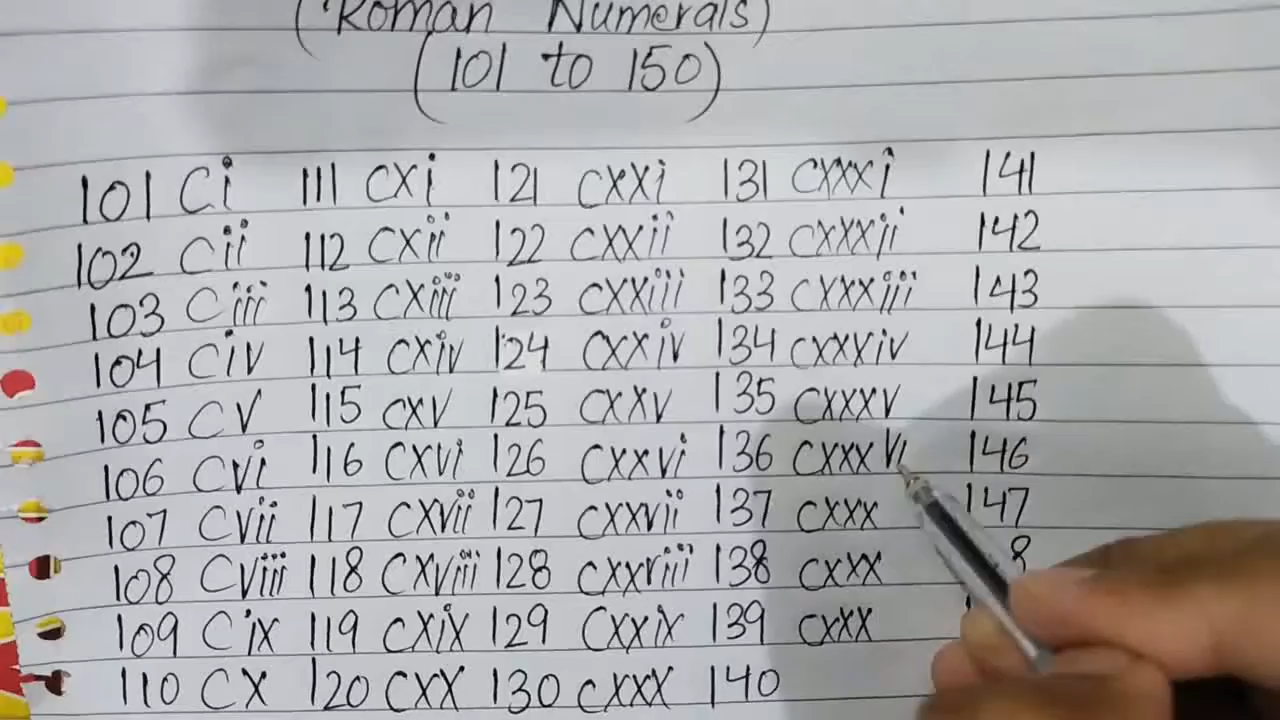 (Roman Numerals)
(101 to 150)
101 Ci 111 CXi 121 CXXi 131 CXXXi 141
102 Cii 112 CXii 122 CXXii 132 CXXXii 142
103 Ciii 113 CXiii 123 CXXiii 133 CXXXiii 143
104 Civ 114 CXiv 124 CXXiv 134 CXXXiv 144
105 CV 115 CXV 125 CXXV 135 CXXXV 145
106 CVi 116 CXVi 126 CXXVi 136 CXXXVI 146
107 CVii 117 CXVii 127 CXXVii 137 CXXX 147
108 CViii 118 CXViii 128 CXXViii 138 CXXX 8
109 Cix 119 CXiX 129 CXXiX 139 CXXX
110 CX 120 CXX 130 CXXX 140